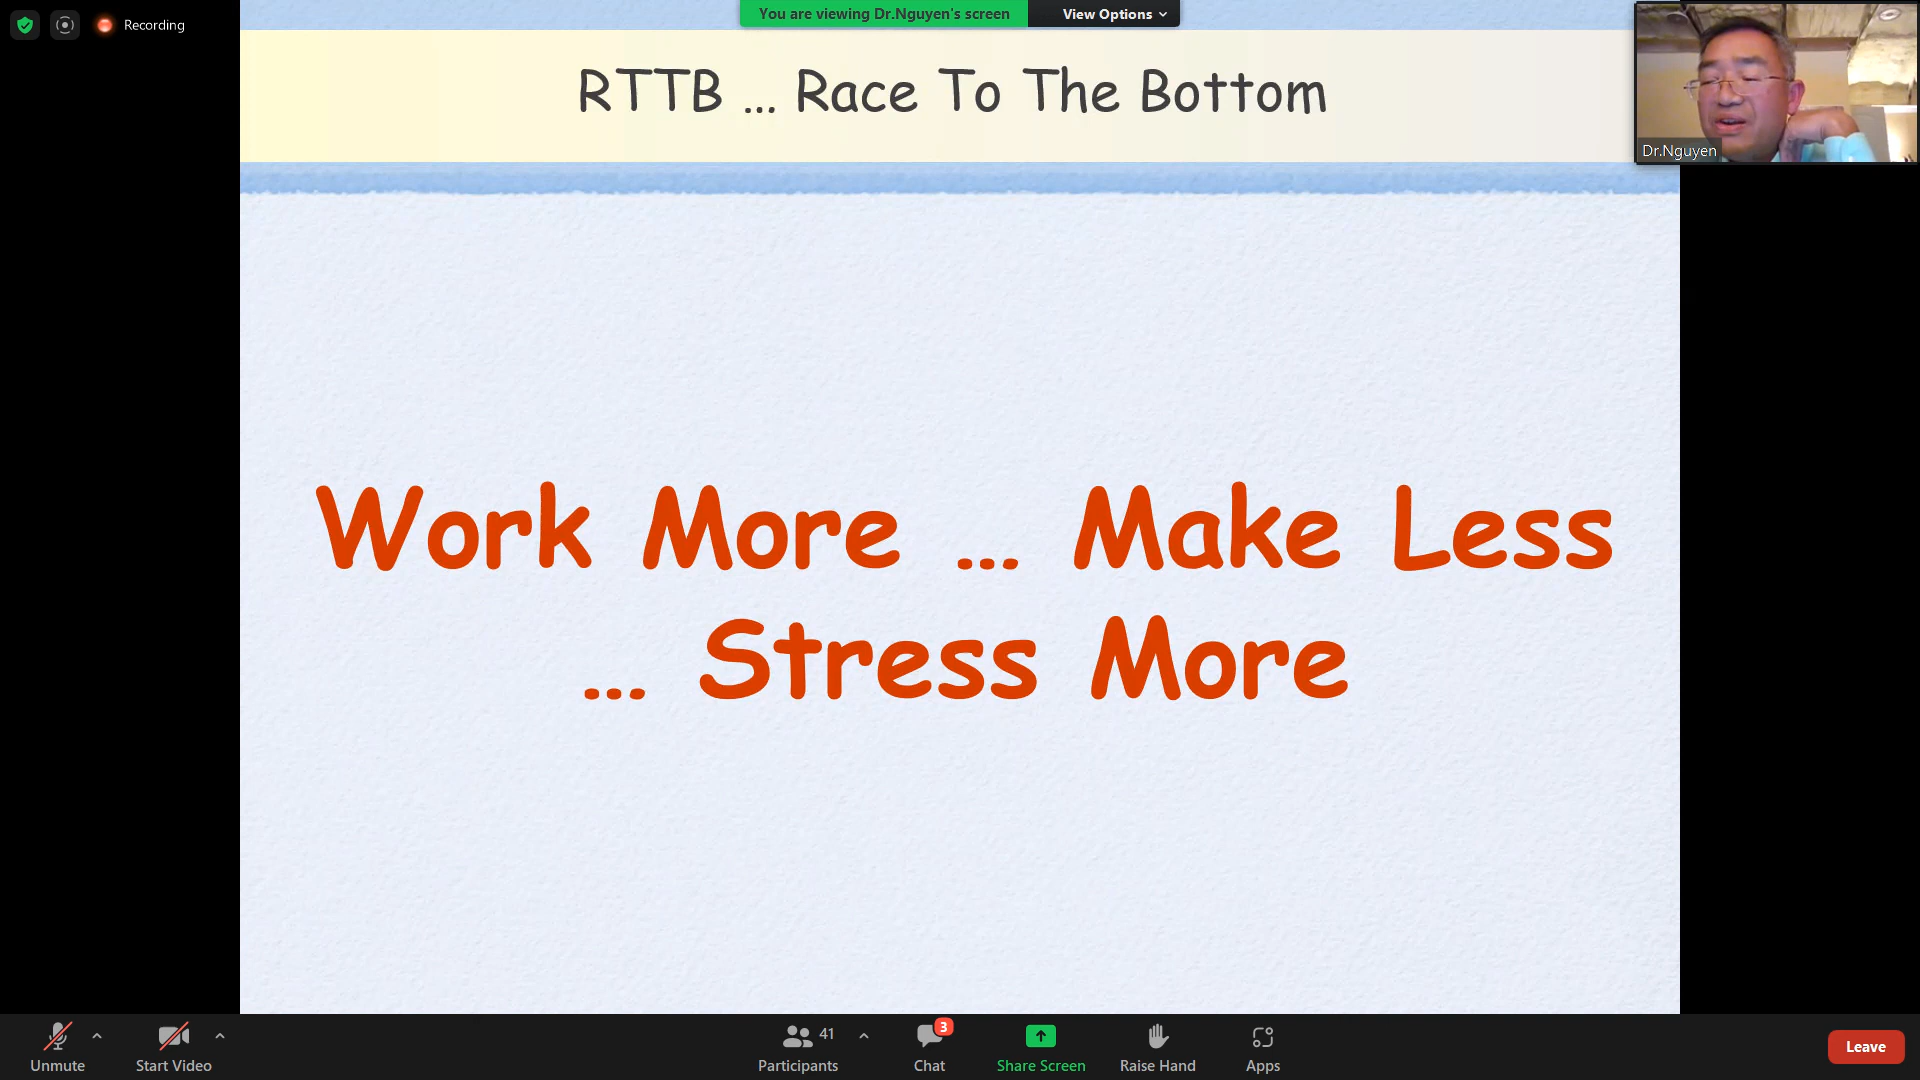 Recording
You are viewing Dr.Nguyen's screen
View Options
RTTB ... Race To The Bottom
Dr.Nguyen
Work More ... Make Less
... Stress More
Unmute
Start Video
41
Participants
3
Chat
Share Screen
Raise Hand
Apps
Leave